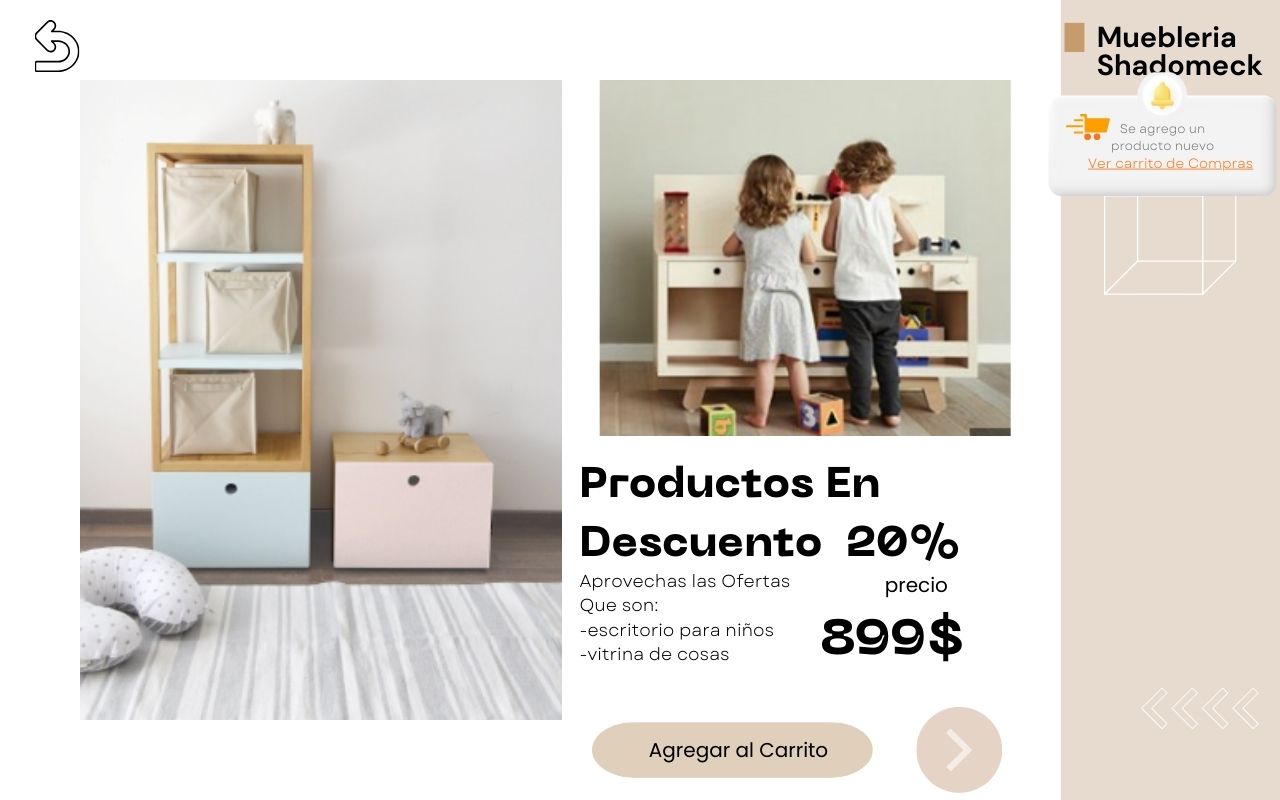 Muebleria
Shadomeck
Se agrego un
producto nuevo
Ver carrito de Compras
Productos En
Descuento 20%
Aprovechas las Ofertas
Que son:
-escritorio para niños
-vitrina de cosas
precio
899$
Agregar al Carrito
3